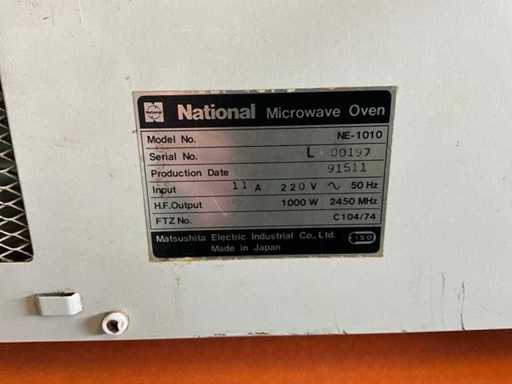 National Microwave Oven
Model No. NE-1010
Serial No. L 00197
Production Date 91511
Input 11 A 220 V ∿ 50 Hz
H.F.Output 1000 W 2450 MHz
FTZ No. C104/74
Matsushita Electric Industrial Co., Ltd.
Made in Japan
ISO